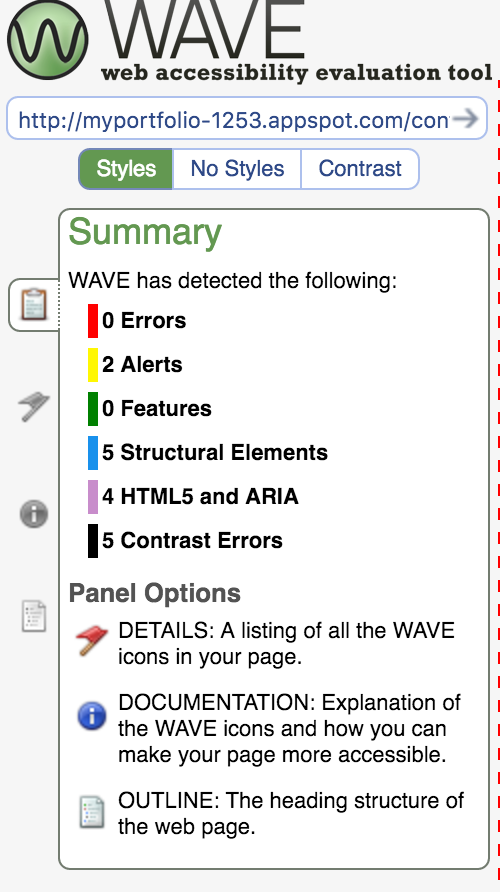 WAVE
web accessibility evaluation tool
http://myportfolio-1253.appspot.com/con
Styles No Styles Contrast
Summary
WAVE has detected the following:
0 Errors
2 Alerts
0 Features
5 Structural Elements
4 HTML5 and ARIA
5 Contrast Errors
Panel Options
DETAILS: A listing of all the WAVE
icons in your page.
DOCUMENTATION: Explanation of
the WAVE icons and how you can
make your page more accessible.
OUTLINE: The heading structure of
the web page.